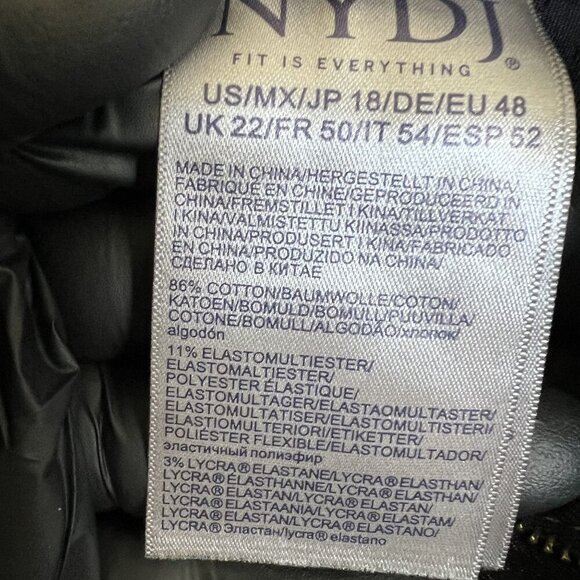 NYDJ
FIT IS EVERYTHING®
US/MX/JP 18/DE/EU 48
UK 22/FR 50/IT 54/ESP 52
MADE IN CHINA/HERGESTELLT IN CHINA/
FABRIQUÉ EN CHINE/GEPRODUCEERD IN
CHINA/FREMSTILLET I KINA/TILLVERKAT
I KINA/VALMISTETTU KIINASSA/PRODOTTO
IN CHINA/PRODUSERT I KINA/FABRICADO
EN CHINA/PRODUZIDO NA CHINA/
СДЕЛАНО В КИТАЕ
86% COTTON/BAUMWOLLE/COTON/
KATOEN/BOMULD/BOMULL/PUUVILLA/
COTONE/BOMULL/ALGODÃO/хлопок/
algodón
11% ELASTOMULTIESTER/
ELASTOMALTIESTER/
POLYESTER ÉLASTIQUE/
ELASTOMULTAGER/ELASTAOMULTASTER/
ELASTOMULTATISER/ELASTOMULTISTERI/
ELASTIOMULTERIORI/ETIKETTER/
POLIÉSTER FLEXIBLE/ELASTOMULTADOR/
эластичный полиэфир
3% LYCRA® ELASTANE/LYCRA® ELASTHAN/
LYCRA® ÉLASTHANNE/LYCRA® ELASTHAN/
LYCRA® ELASTAN/LYCRA® ELASTAN/
LYCRA® ELASTAANIA/LYCRA® ELASTAM/
LYCRA® ELASTAN/LYCRA® ELASTANO/
LYCRA® Эластан/lycra® elastano